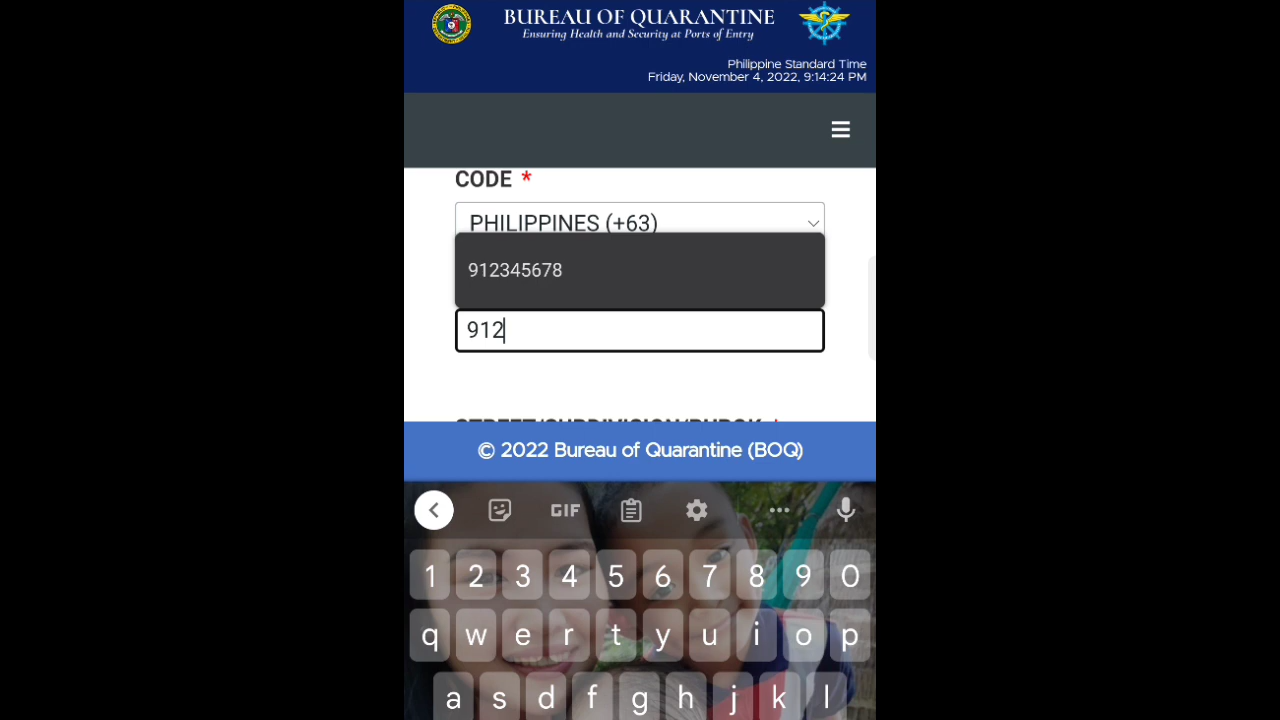 BUREAU OF QUARANTINE
Ensuring Health and Security at Ports of Entry
Philippine Standard Time
Friday, November 4, 2022, 9:14:24 PM
CODE *
PHILIPPINES (+63)
912345678
912
© 2022 Bureau of Quarantine (BOQ)
GIF
1 2 3 4 5 6 7 8 9 0
q w e r t y u i o p
a s d f g h j k l